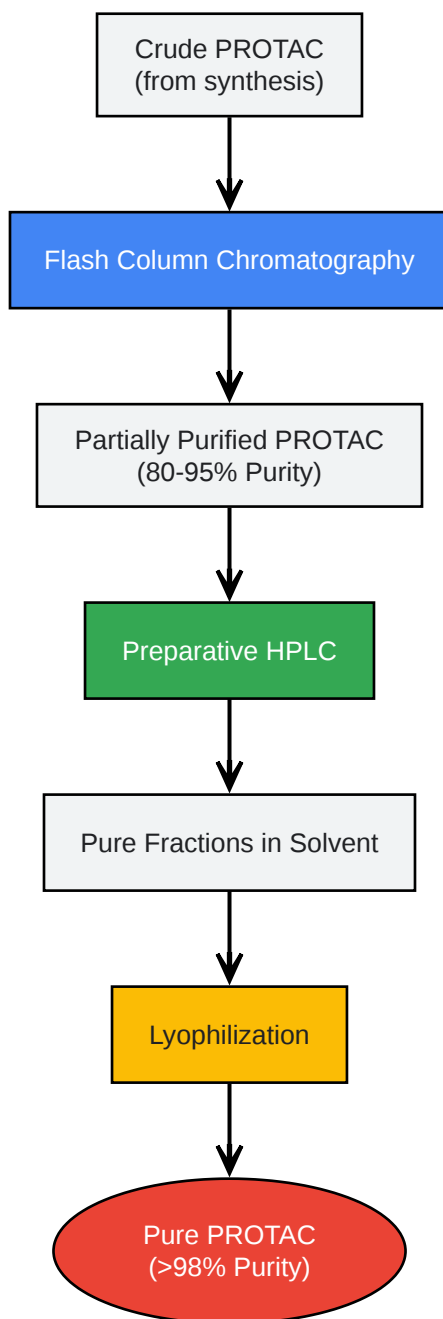 Crude PROTAC
(from synthesis)
Flash Column Chromatography
Partially Purified PROTAC
(80-95% Purity)
Preparative HPLC
Pure Fractions in Solvent
Lyophilization
Pure PROTAC
(>98% Purity)